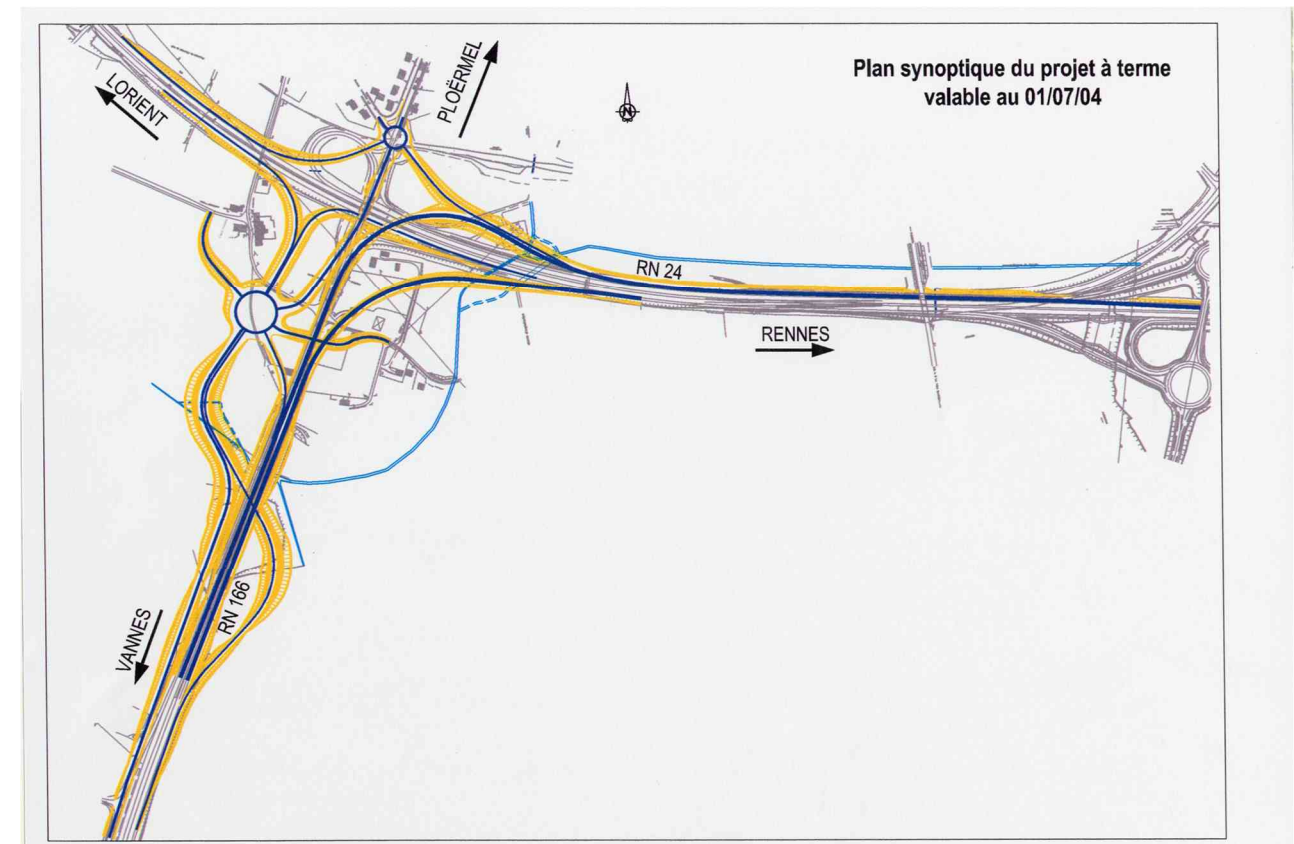 Plan synoptique du projet à terme
valable au 01/07/04
LORIENT
PLOËRMEL
N
RN 24
RENNES
RN 166
VANNES